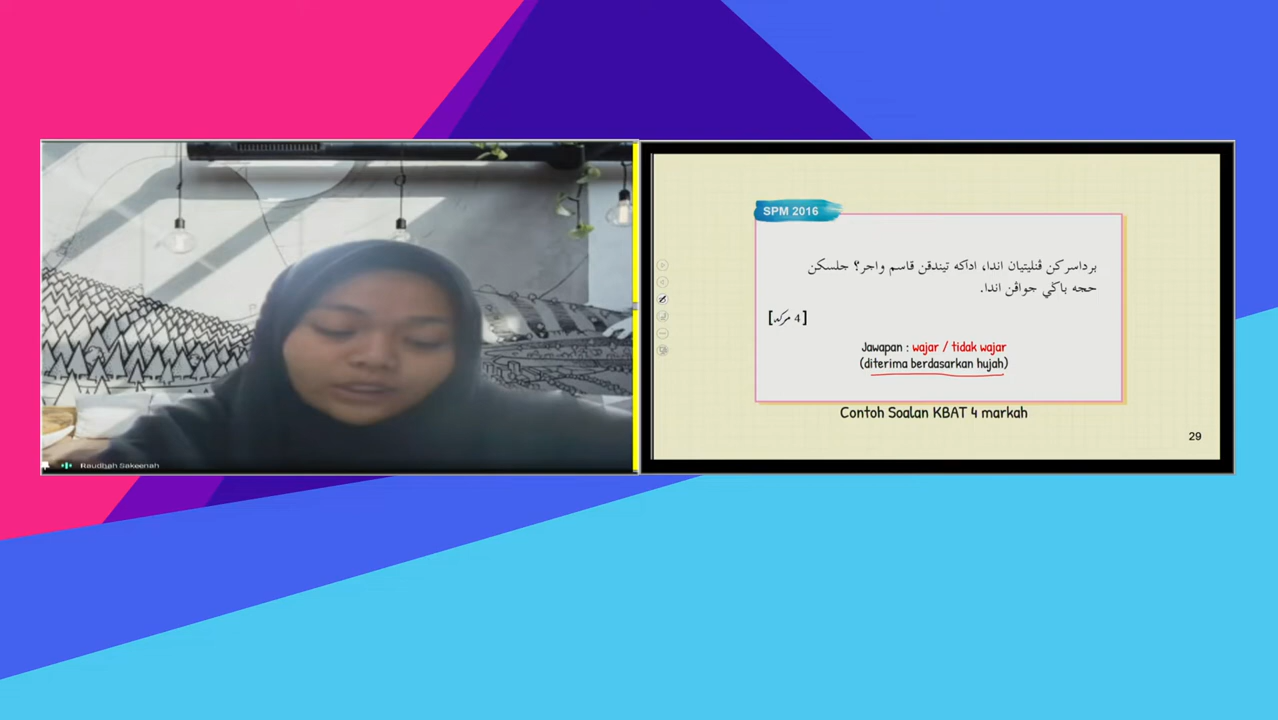 Raudhah Sakeenah
SPM 2016
برداسركن ڤنليتيان اندا، اداكه تيندقن قاسم واجر؟ جلسكن
حجه باݢي جواڤن اندا.
[4 مركه]
Jawapan : wajar / tidak wajar
(diterima berdasarkan hujah)
Contoh Soalan KBAT 4 markah
29